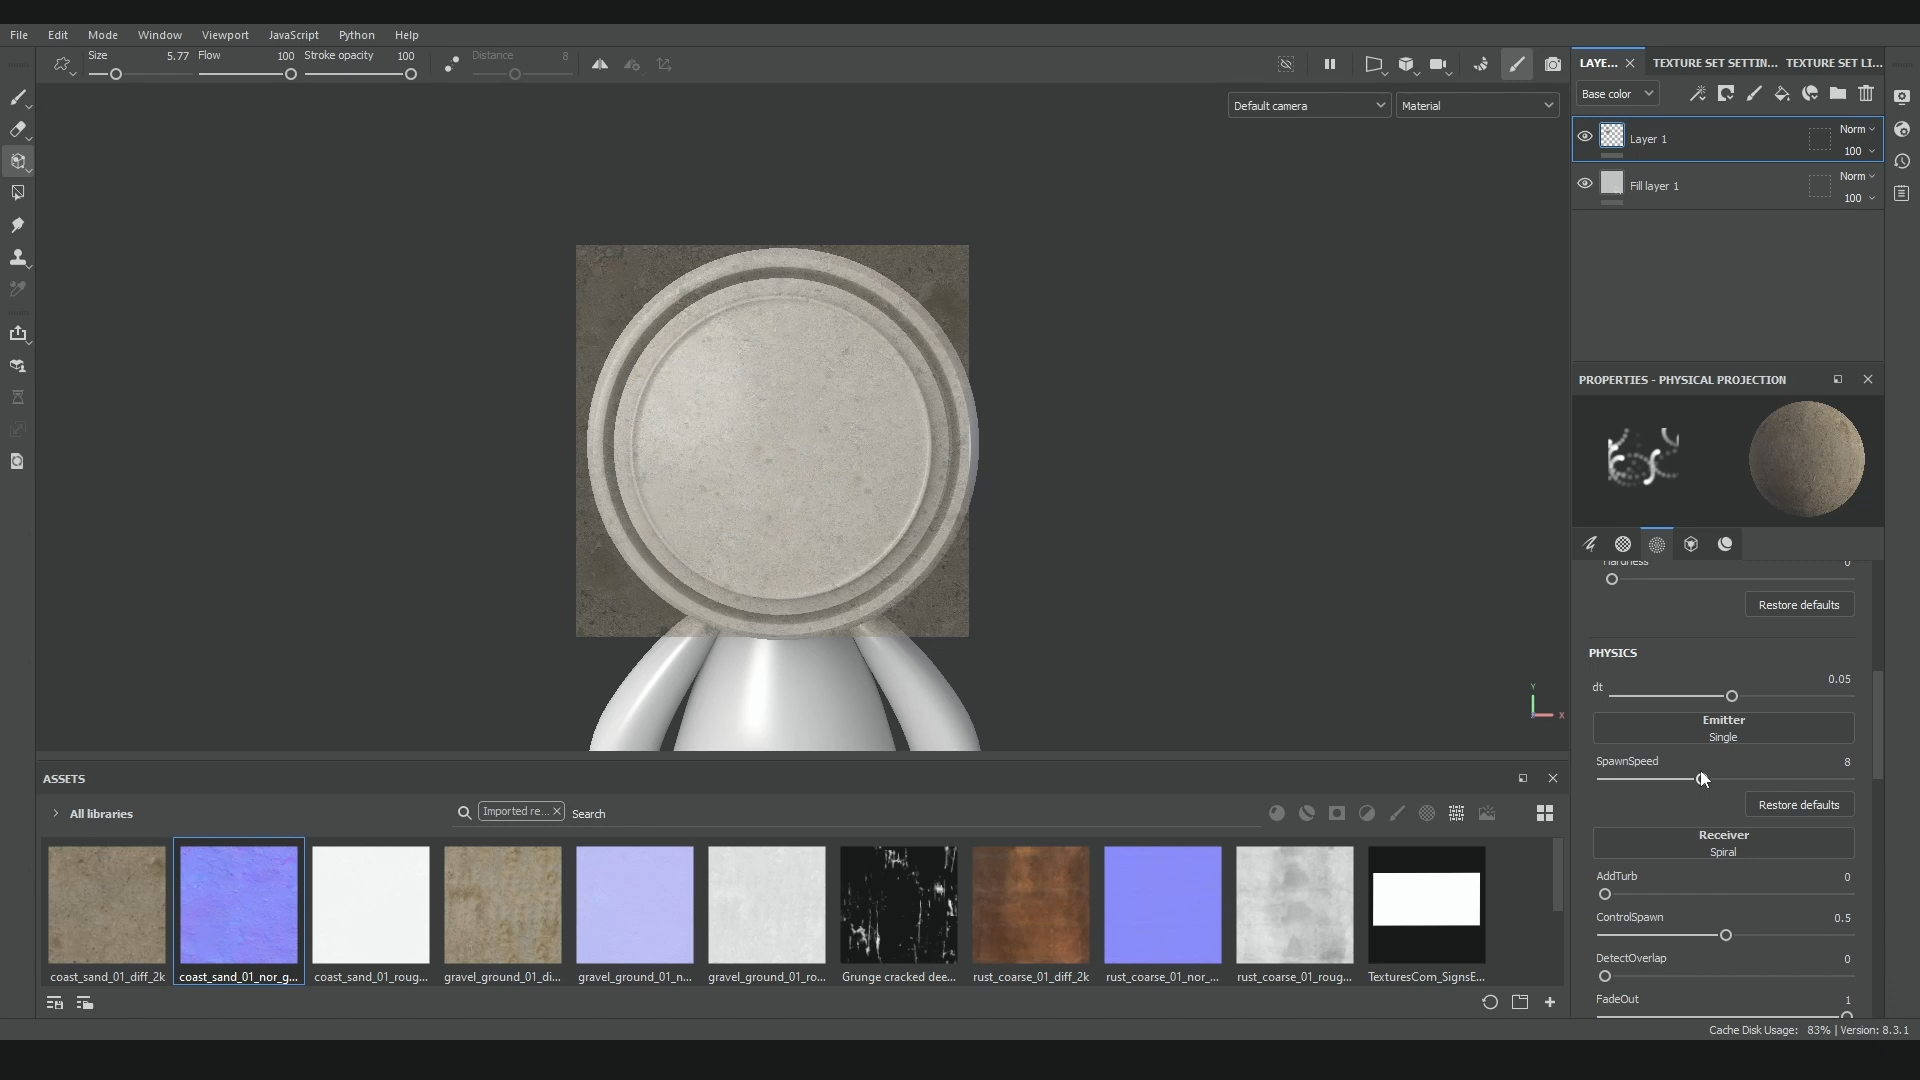 File Edit Mode Window Viewport JavaScript Python Help
Size 5.77 Flow 100 Stroke opacity 100 Distance 8
LAYE... TEXTURE SET SETTIN... TEXTURE SET LI...
Default camera Material
Base color
Layer 1 Norm 100
Fill layer 1 Norm 100
PROPERTIES - PHYSICAL PROJECTION
Hardness 0
Restore defaults
PHYSICS
dt 0.05
Emitter
Single
SpawnSpeed 8
Restore defaults
Receiver
Spiral
AddTurb 0
ControlSpawn 0.5
DetectOverlap 0
FadeOut 1
Y
X
ASSETS
All libraries
Imported re... Search
coast_sand_01_diff_2k coast_sand_01_nor_g... coast_sand_01_roug... gravel_ground_01_di... gravel_ground_01_n... gravel_ground_01_ro... Grunge cracked dee... rust_coarse_01_diff_2k rust_coarse_01_nor_... rust_coarse_01_roug... TexturesCom_SignsE...
Cache Disk Usage: 83% | Version: 8.3.1